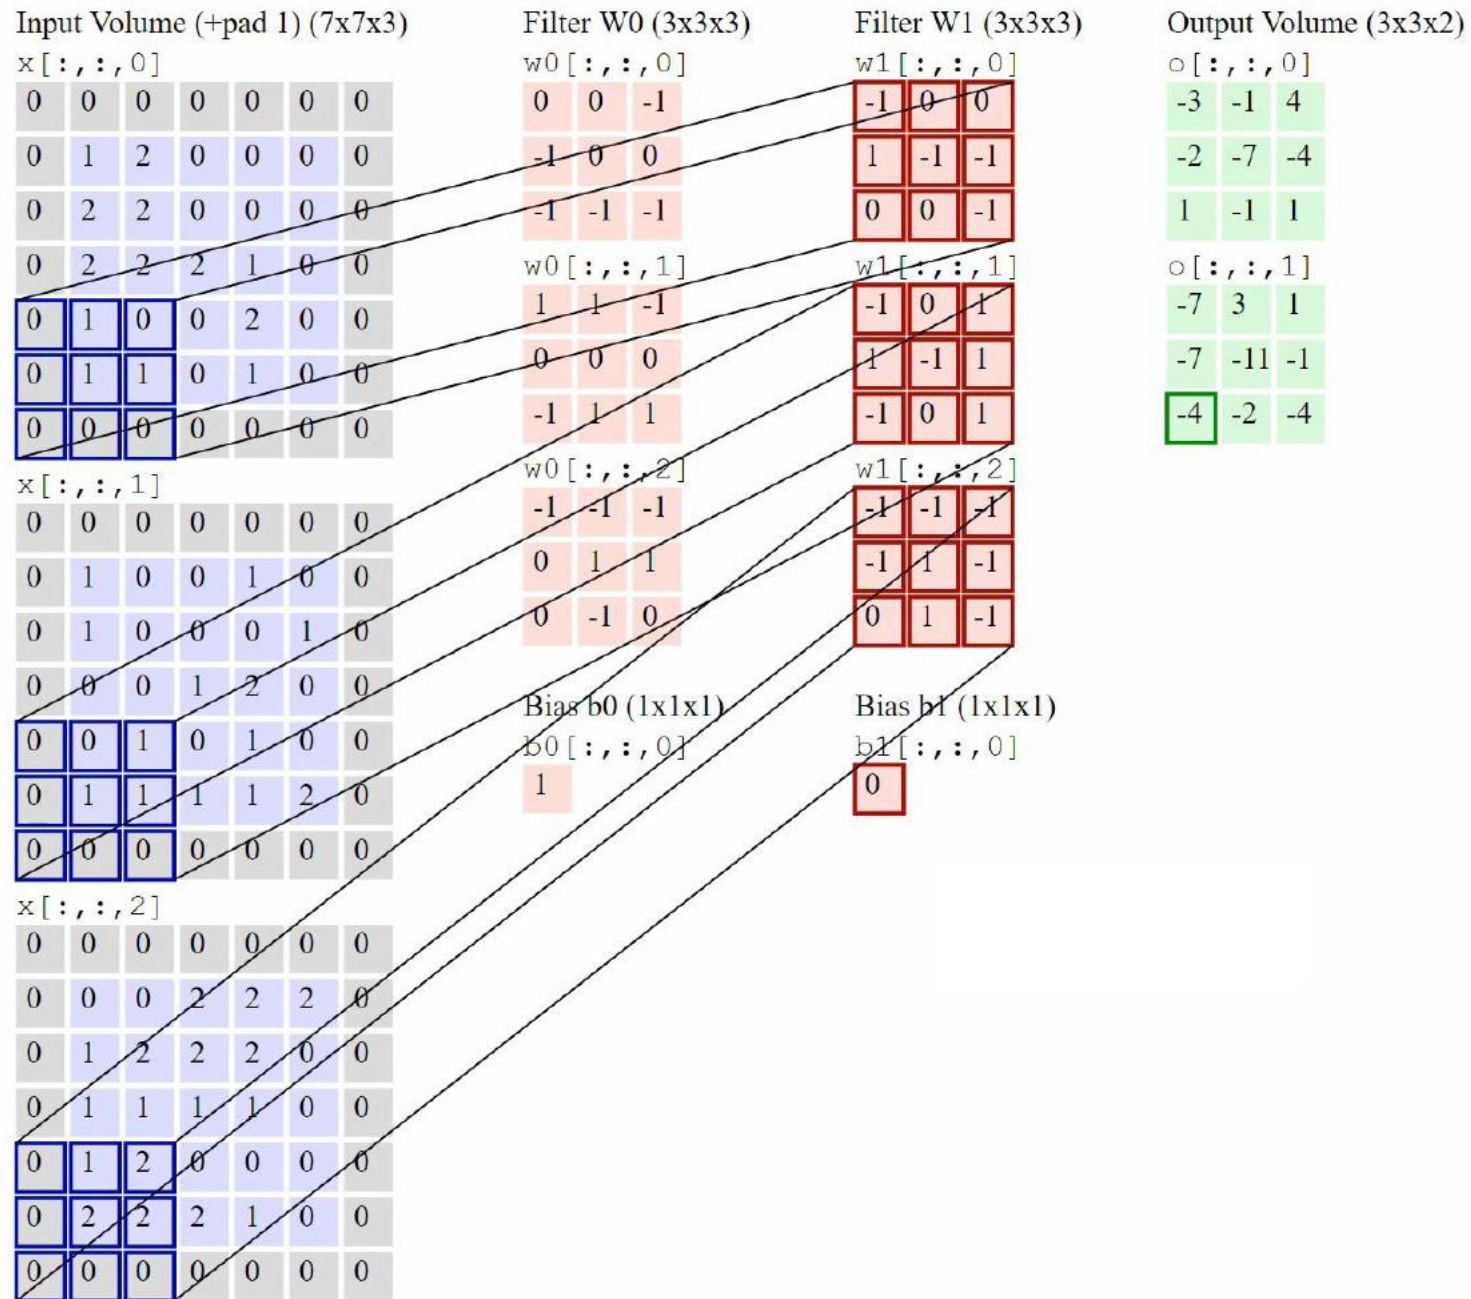 Input Volume (+pad 1) (7x7x3)
x[:,:,0]
0 0 0 0 0 0 0
0 1 2 0 0 0 0
0 2 2 0 0 0 0
0 2 2 2 1 0 0
0 1 0 0 2 0 0
0 1 1 0 1 0 0
0 0 0 0 0 0 0
x[:,:,1]
0 0 0 0 0 0 0
0 1 0 0 1 0 0
0 1 0 0 0 1 0
0 0 0 1 2 0 0
0 0 1 0 1 0 0
0 1 1 1 1 2 0
0 0 0 0 0 0 0
x[:,:,2]
0 0 0 0 0 0 0
0 0 0 2 2 2 0
0 1 2 2 2 0 0
0 1 1 1 1 0 0
0 1 2 0 0 0 0
0 2 2 2 1 0 0
0 0 0 0 0 0 0
Filter W0 (3x3x3)
w0[:,:,0]
0 0 -1
-1 0 0
-1 -1 -1
w0[:,:,1]
1 1 -1
0 0 0
-1 1 1
w0[:,:,2]
-1 -1 -1
0 1 1
0 -1 0
Bias b0 (1x1x1)
b0[:,:,0]
1
Filter W1 (3x3x3)
w1[:,:,0]
-1 0 0
1 -1 -1
0 0 -1
w1[:,:,1]
-1 0 1
1 -1 1
-1 0 1
w1[:,:,2]
-1 -1 -1
-1 1 -1
0 1 -1
Bias b1 (1x1x1)
b1[:,:,0]
0
Output Volume (3x3x2)
o[:,:,0]
-3 -1 4
-2 -7 -4
1 -1 1
o[:,:,1]
-7 3 1
-7 -11 -1
-4 -2 -4